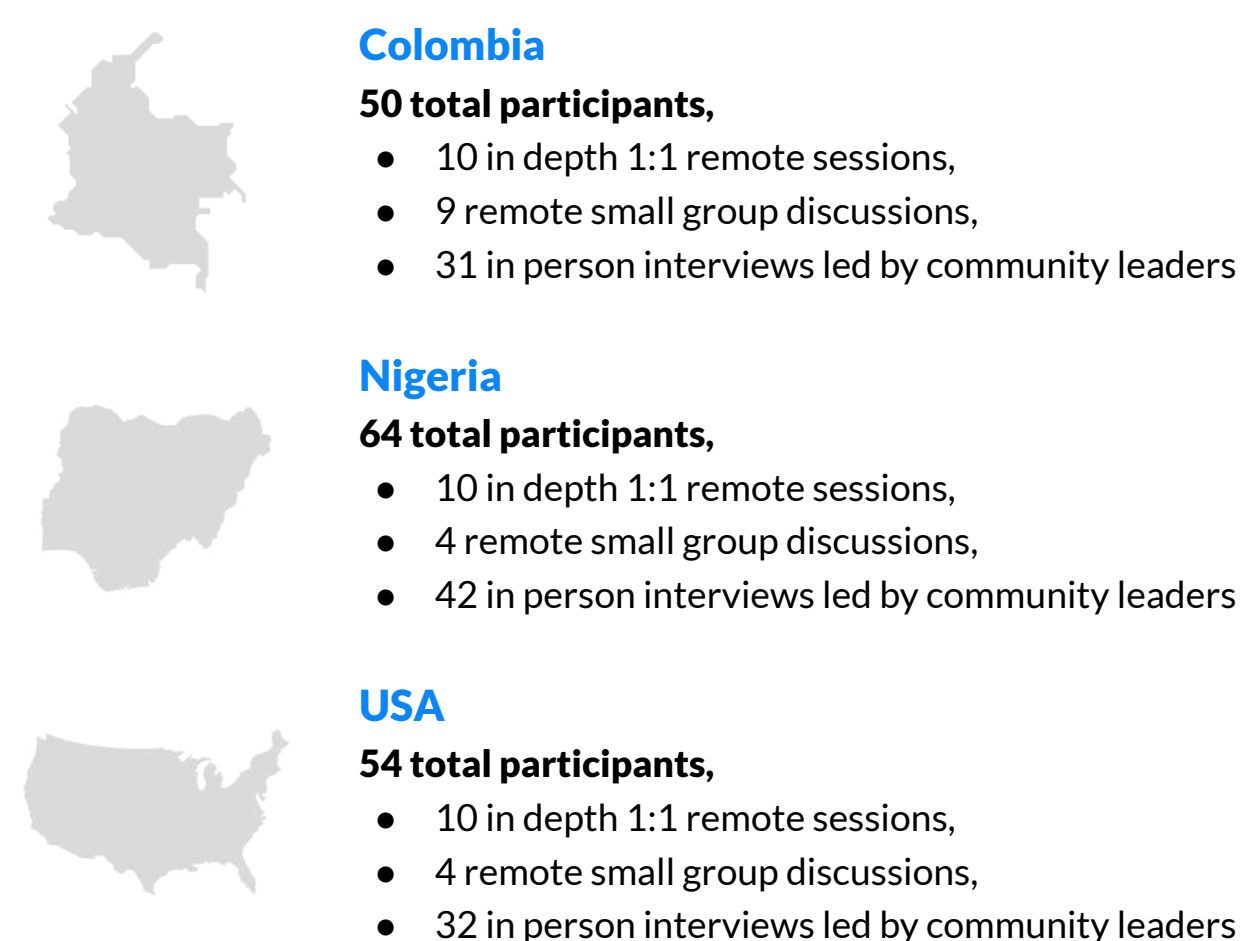 Colombia
50 total participants,
● 10 in depth 1:1 remote sessions,
● 9 remote small group discussions,
● 31 in person interviews led by community leaders
Nigeria
64 total participants,
● 10 in depth 1:1 remote sessions,
● 4 remote small group discussions,
● 42 in person interviews led by community leaders
USA
54 total participants,
● 10 in depth 1:1 remote sessions,
● 4 remote small group discussions,
● 32 in person interviews led by community leaders